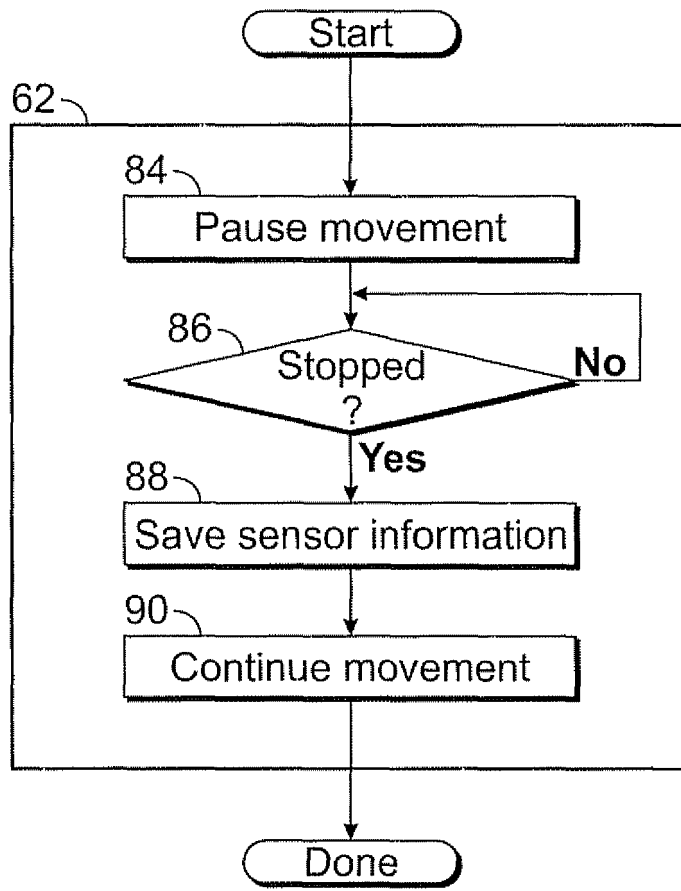 Start
62
84
Pause movement
86
Stopped
?
No
Yes
88
Save sensor information
90
Continue movement
Done